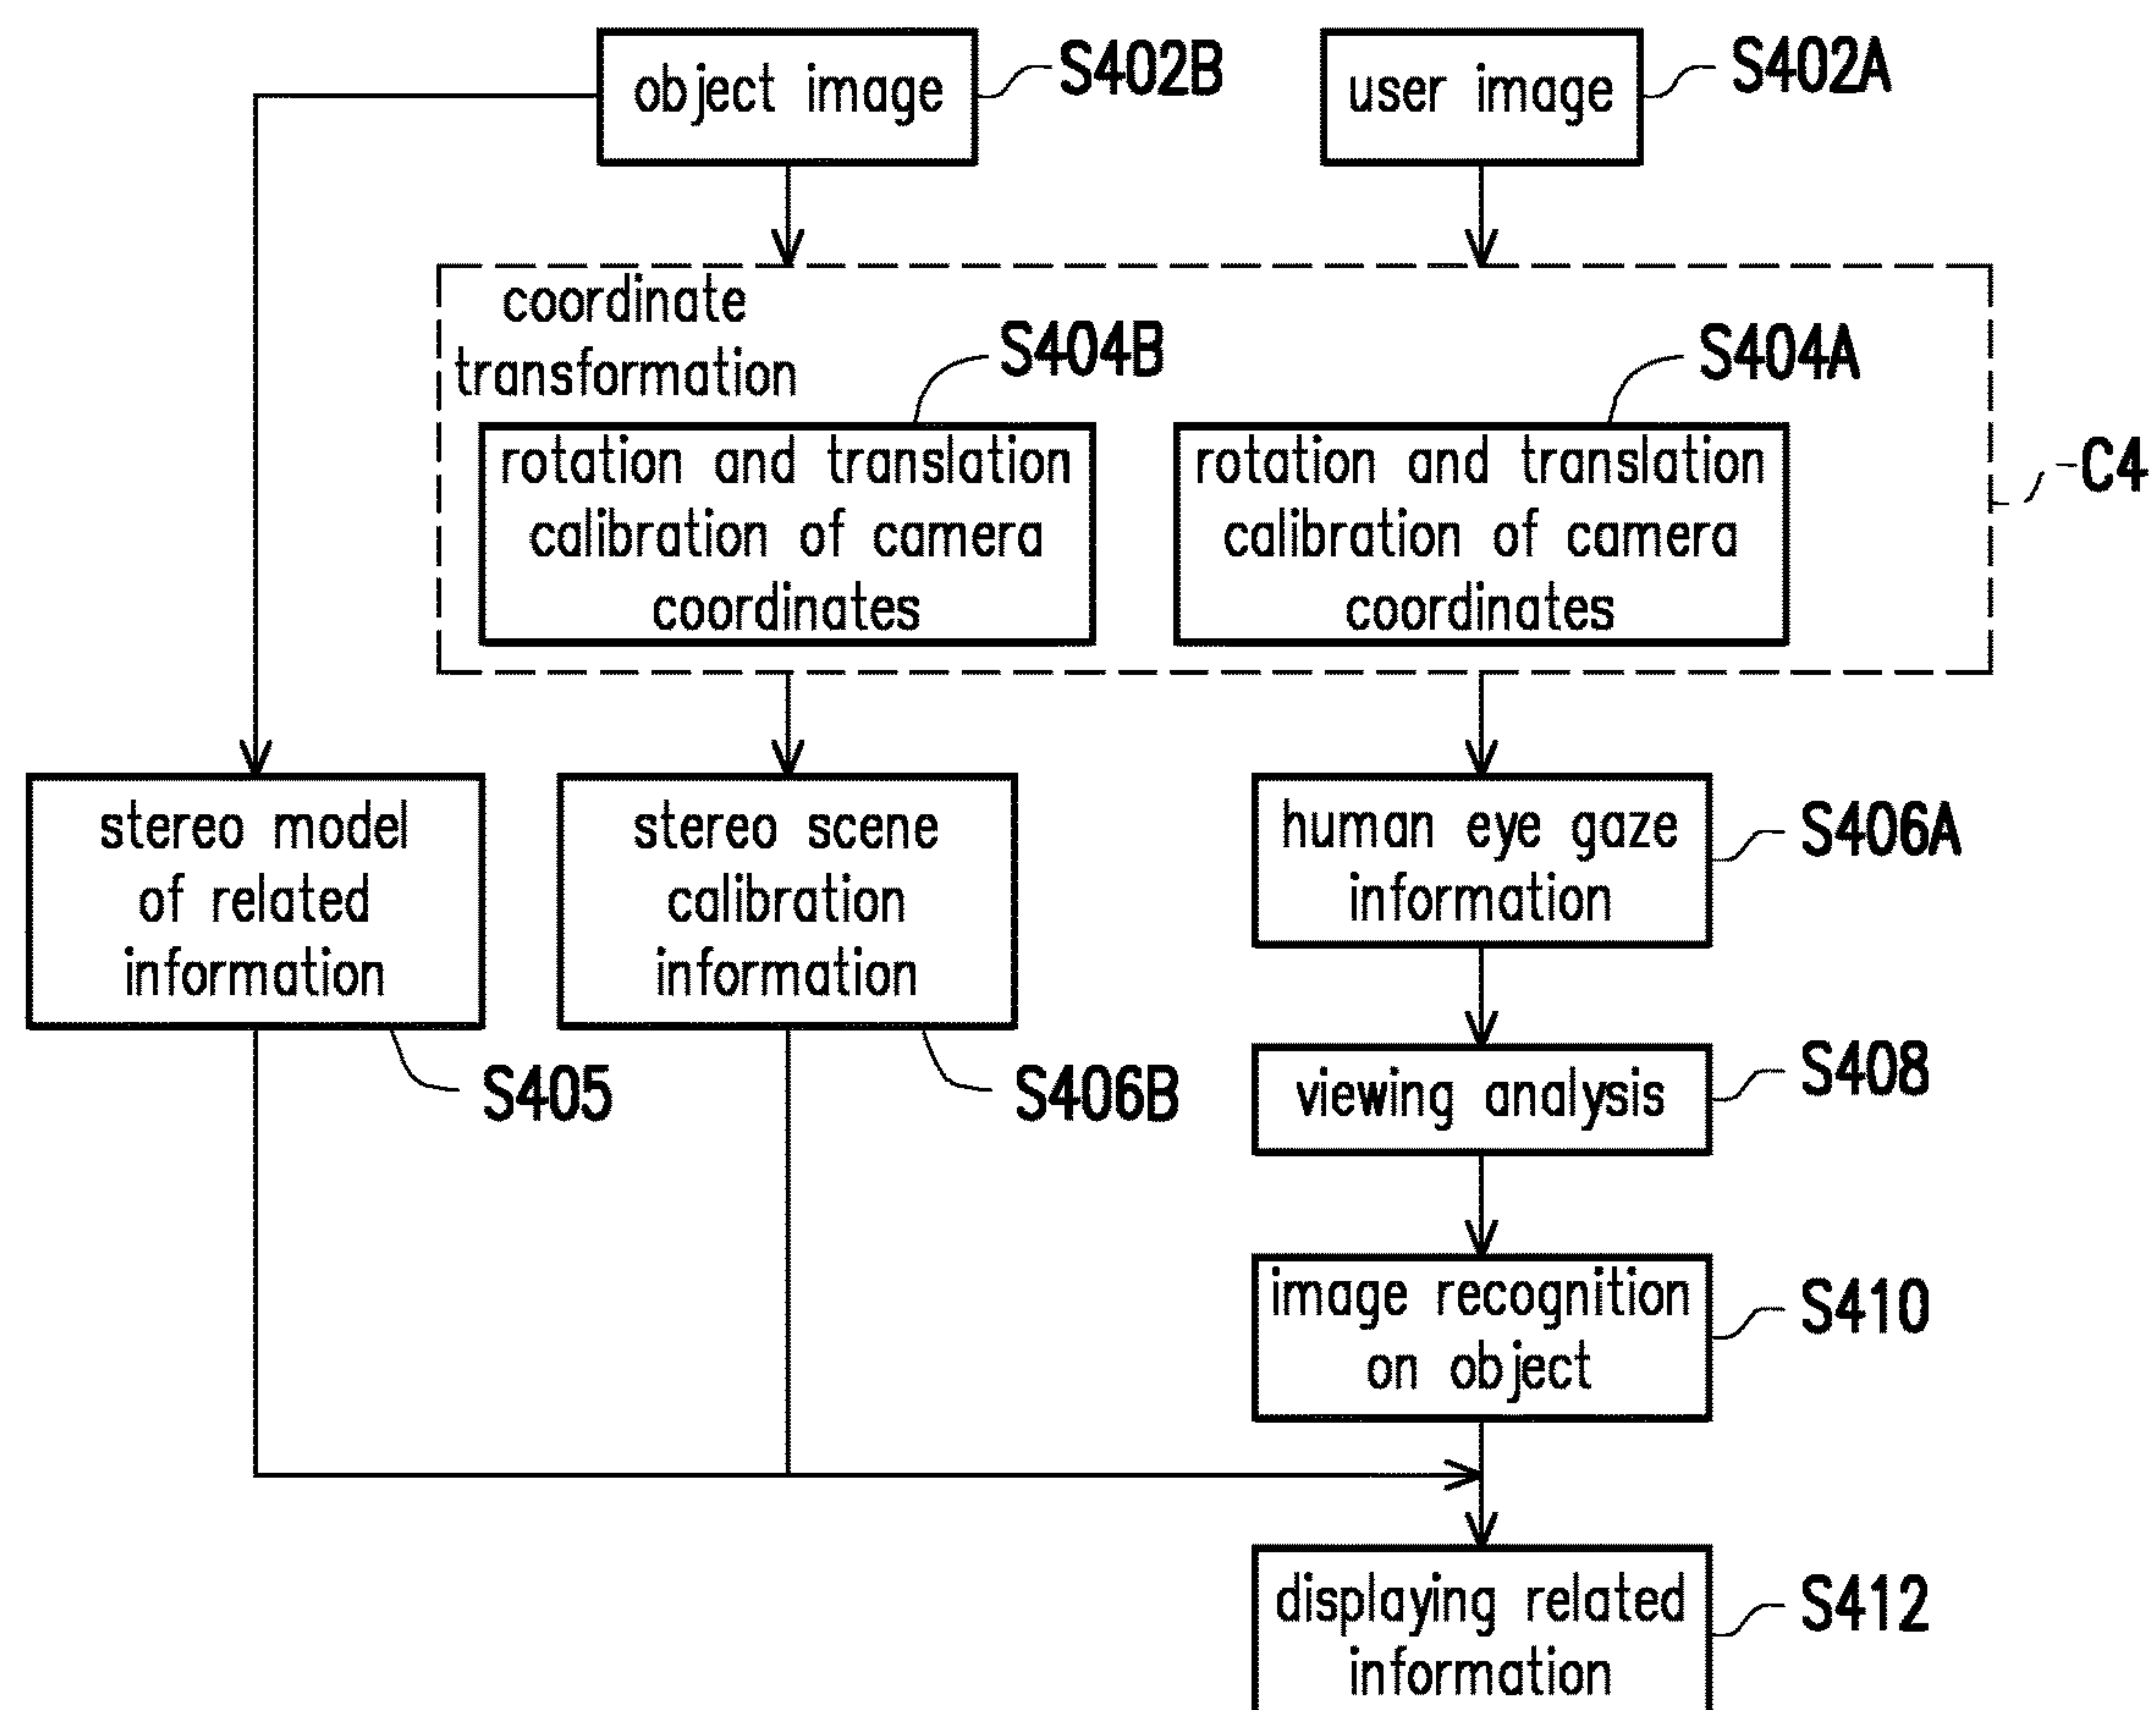 object image
S402B
user image
S402A
coordinate
transformation
S404B
S404A
rotation and translation
calibration of camera
coordinates
rotation and translation
calibration of camera
coordinates
C4
stereo model
of related
information
S405
stereo scene
calibration
information
S406B
human eye gaze
information
S406A
viewing analysis
S408
image recognition
on object
S410
displaying related
information
S412